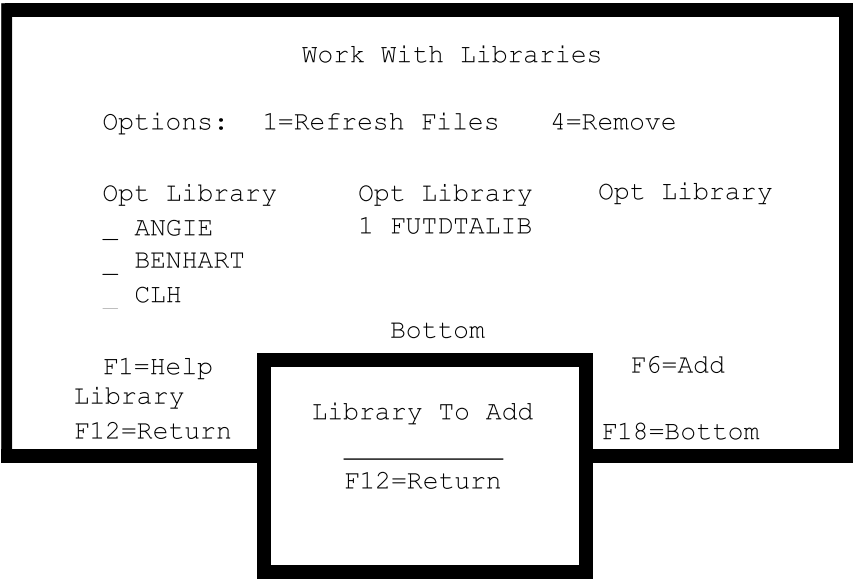 Work With Libraries
Options: 1=Refresh Files 4=Remove
Opt Library Opt Library Opt Library
_ ANGIE 1 FUTDTALIB
_ BENHART
_ CLH
Bottom
F1=Help F6=Add
Library
F12=Return F18=Bottom
Library To Add
__________
F12=Return